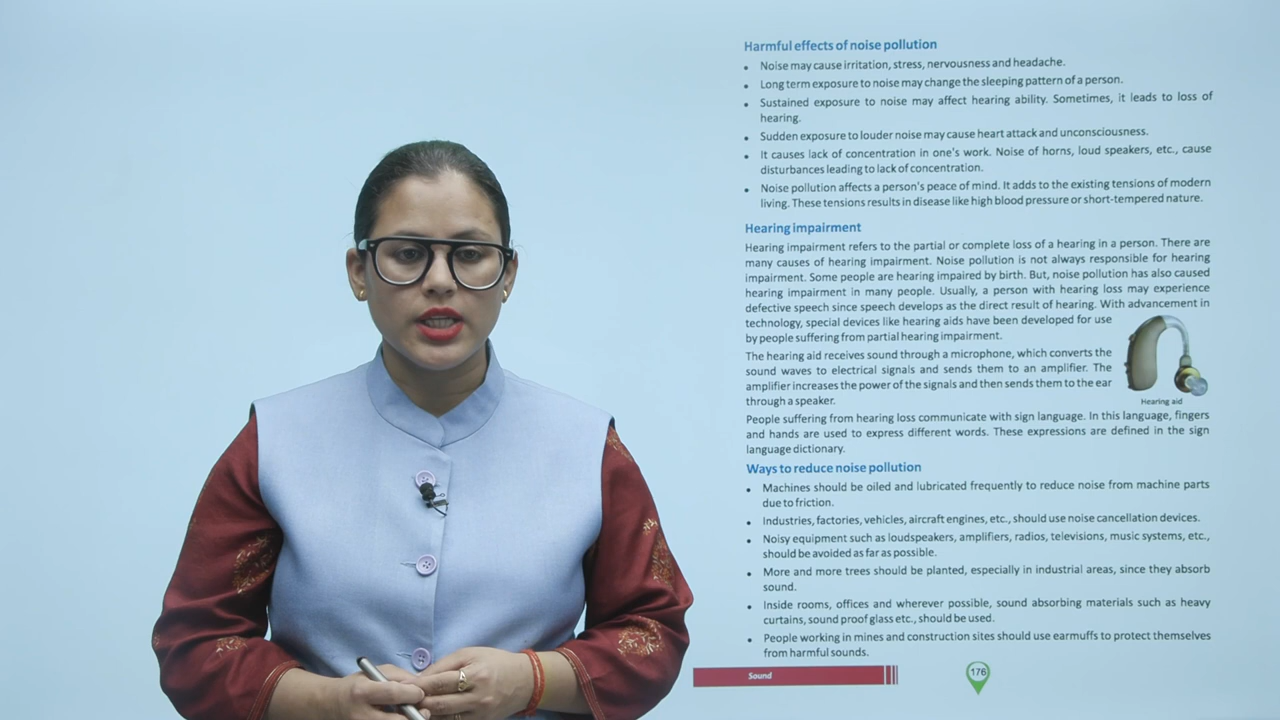 Harmful effects of noise pollution
• Noise may cause irritation, stress, nervousness and headache.
• Long term exposure to noise may change the sleeping pattern of a person.
• Sustained exposure to noise may affect hearing ability. Sometimes, it leads to loss of
hearing.
• Sudden exposure to louder noise may cause heart attack and unconsciousness.
• It causes lack of concentration in one's work. Noise of horns, loud speakers, etc., cause
disturbances leading to lack of concentration.
• Noise pollution affects a person's peace of mind. It adds to the existing tensions of modern
living. These tensions results in disease like high blood pressure or short-tempered nature.
Hearing impairment
Hearing impairment refers to the partial or complete loss of a hearing in a person. There are
many causes of hearing impairment. Noise pollution is not always responsible for hearing
impairment. Some people are hearing impaired by birth. But, noise pollution has also caused
hearing impairment in many people. Usually, a person with hearing loss may experience
defective speech since speech develops as the direct result of hearing. With advancement in
technology, special devices like hearing aids have been developed for use
by people suffering from partial hearing impairment.
The hearing aid receives sound through a microphone, which converts the
sound waves to electrical signals and sends them to an amplifier. The
amplifier increases the power of the signals and then sends them to the ear
through a speaker.
Hearing aid
People suffering from hearing loss communicate with sign language. In this language, fingers
and hands are used to express different words. These expressions are defined in the sign
language dictionary.
Ways to reduce noise pollution
• Machines should be oiled and lubricated frequently to reduce noise from machine parts
due to friction.
• Industries, factories, vehicles, aircraft engines, etc., should use noise cancellation devices.
• Noisy equipment such as loudspeakers, amplifiers, radios, televisions, music systems, etc.,
should be avoided as far as possible.
• More and more trees should be planted, especially in industrial areas, since they absorb
sound.
• Inside rooms, offices and wherever possible, sound absorbing materials such as heavy
curtains, sound proof glass etc., should be used.
• People working in mines and construction sites should use earmuffs to protect themselves
from harmful sounds.
Sound
176